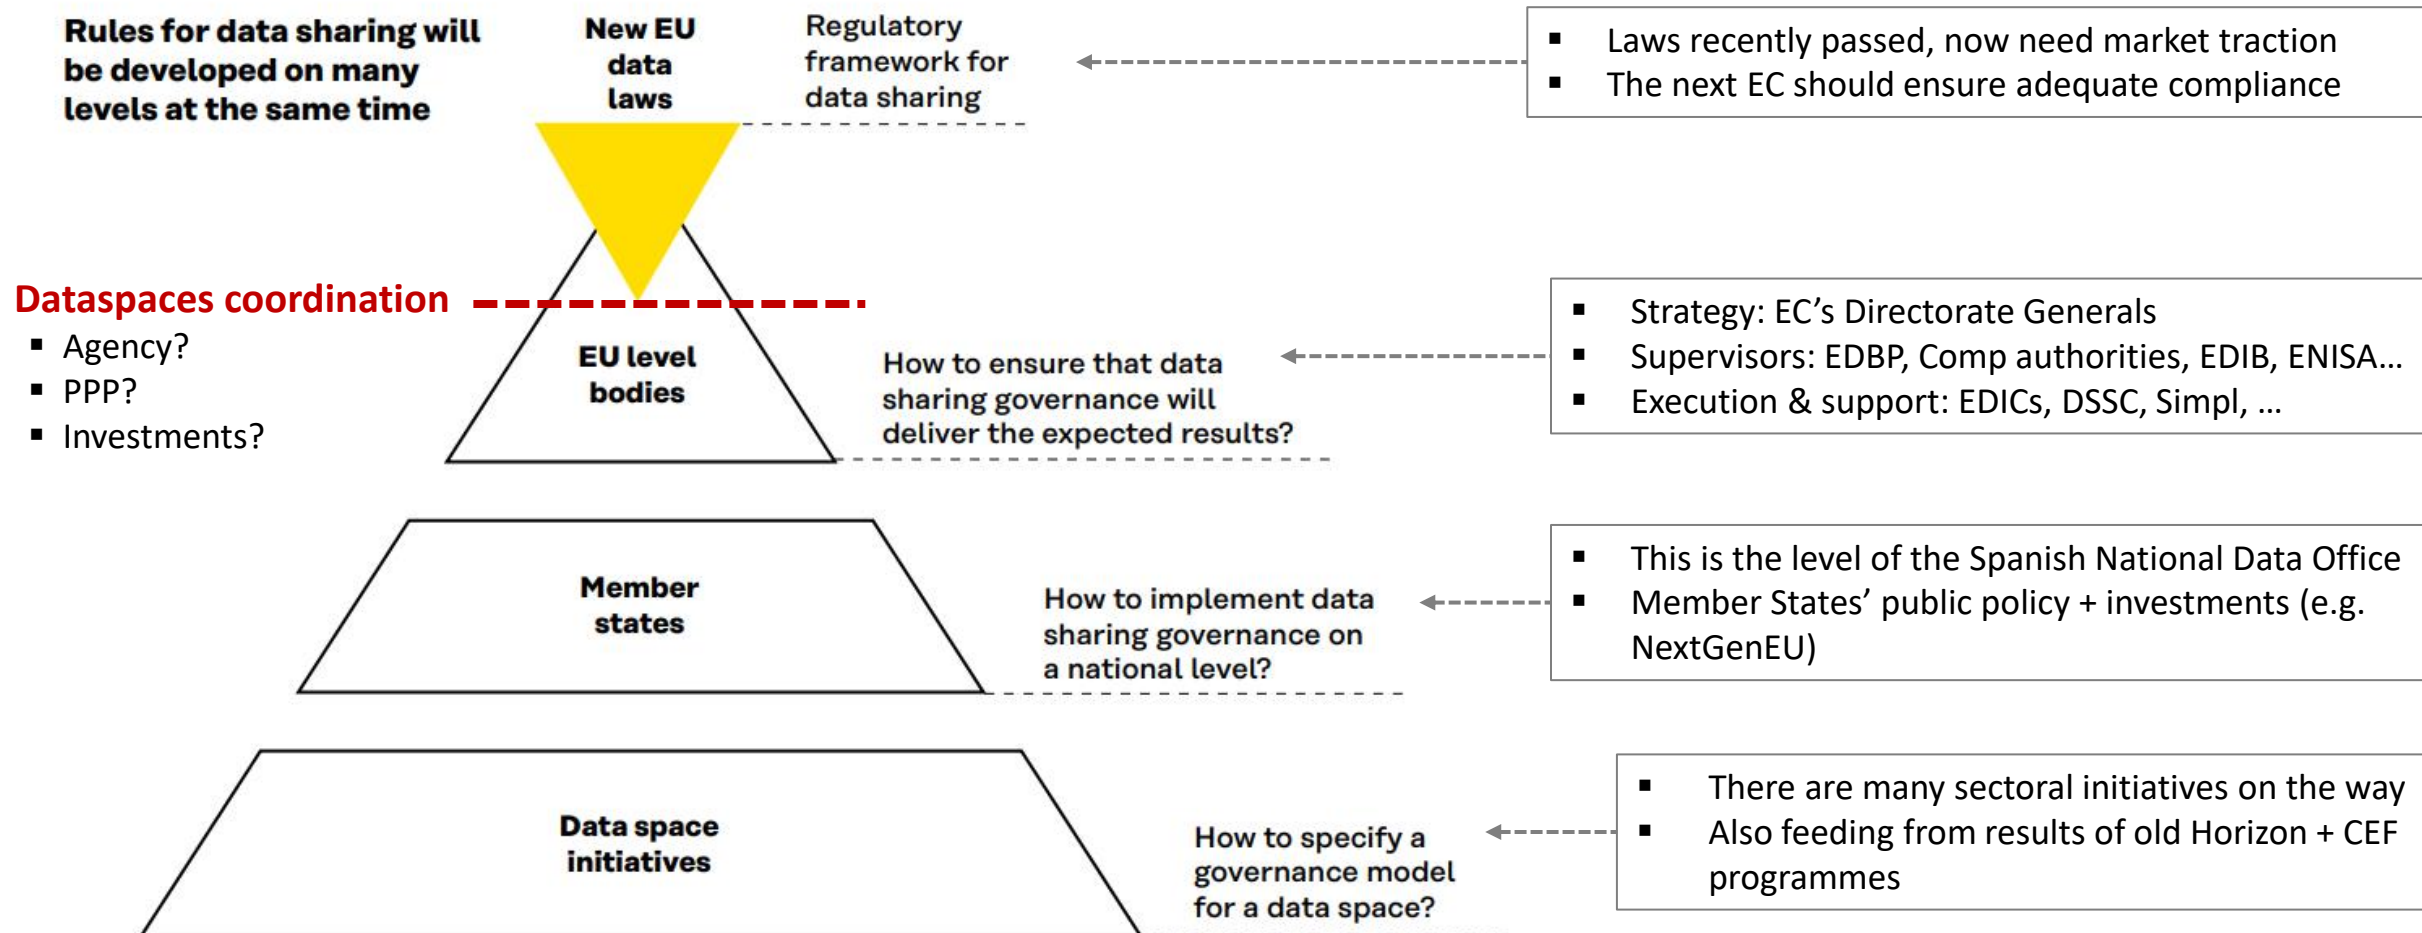 Rules for data sharing will
be developed on many
levels at the same time
New EU
data
laws
Regulatory
framework for
data sharing
▪ Laws recently passed, now need market traction
▪ The next EC should ensure adequate compliance
Dataspaces coordination
▪ Agency?
▪ PPP?
▪ Investments?
EU level
bodies
How to ensure that data
sharing governance will
deliver the expected results?
▪ Strategy: EC’s Directorate Generals
▪ Supervisors: EDBP, Comp authorities, EDIB, ENISA…
▪ Execution & support: EDICs, DSSC, Simpl, …
Member
states
How to implement data
sharing governance on
a national level?
▪ This is the level of the Spanish National Data Office
▪ Member States’ public policy + investments (e.g.
NextGenEU)
Data space
initiatives
How to specify a
governance model
for a data space?
▪ There are many sectoral initiatives on the way
▪ Also feeding from results of old Horizon + CEF
programmes